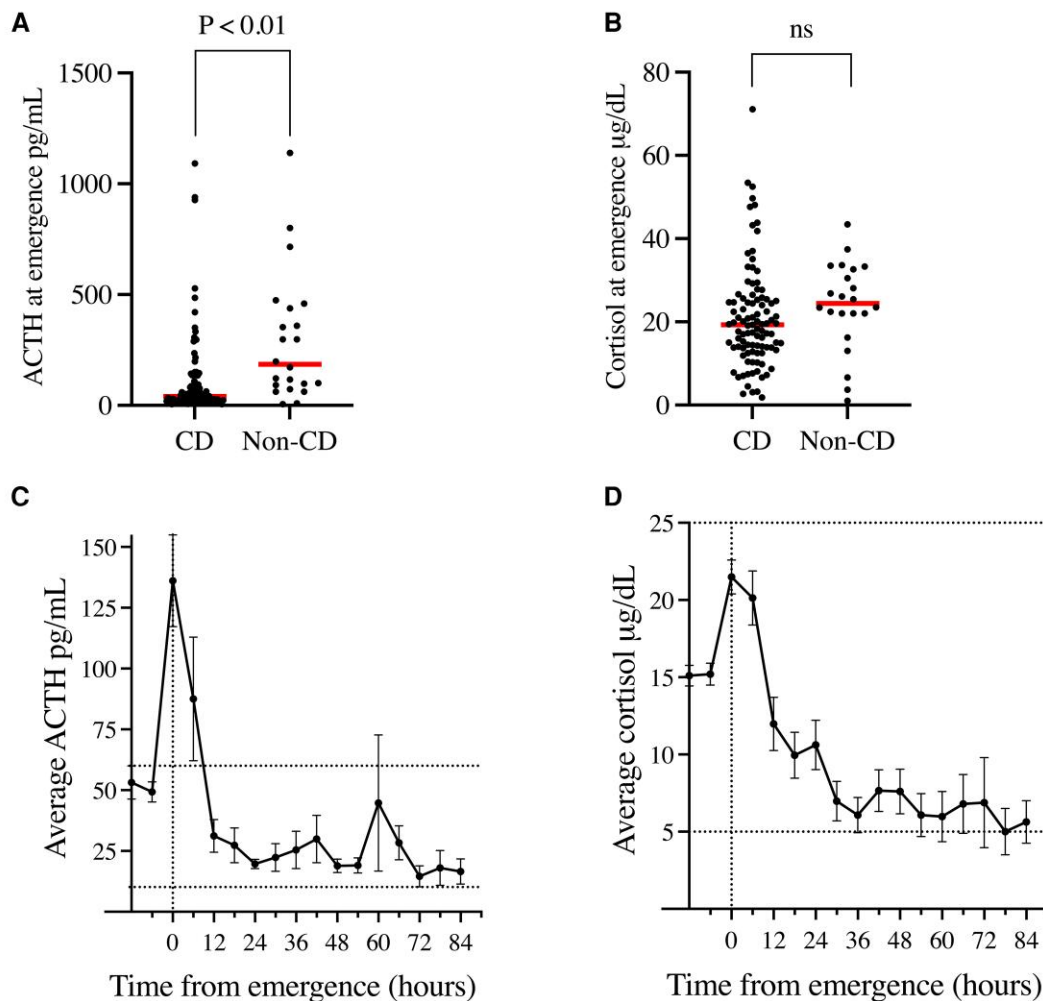 A
P < 0.01
ACTH at emergence pg/mL
1500
1000
500
0
CD
Non-CD
B
ns
Cortisol at emergence µg/dL
80
60
40
20
0
CD
Non-CD
C
Average ACTH pg/mL
150
125
100
75
50
25
0 12 24 36 48 60 72 84
Time from emergence (hours)
D
Average cortisol µg/dL
25
20
15
10
5
0 12 24 36 48 60 72 84
Time from emergence (hours)